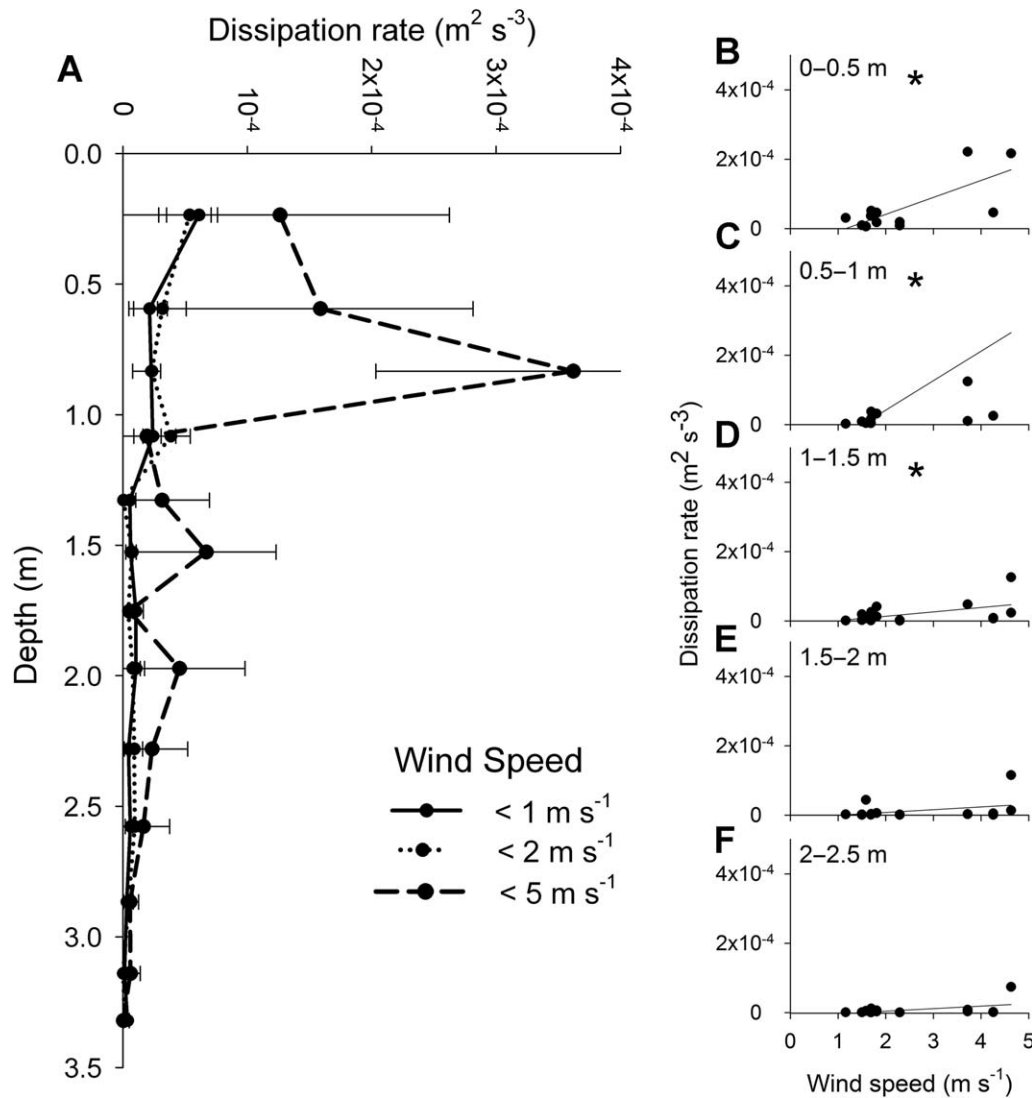 Dissipation rate (m² s⁻³)
A
0
10⁻⁴
2x10⁻⁴
3x10⁻⁴
4x10⁻⁴
0.0
0.5
1.0
1.5
2.0
2.5
3.0
3.5
Depth (m)
Wind Speed
< 1 m s⁻¹
< 2 m s⁻¹
< 5 m s⁻¹
Dissipation rate (m² s⁻³)
B
0–0.5 m
*
4x10⁻⁴
2x10⁻⁴
0
C
0.5–1 m
*
4x10⁻⁴
2x10⁻⁴
0
D
1–1.5 m
*
4x10⁻⁴
2x10⁻⁴
0
E
1.5–2 m
4x10⁻⁴
2x10⁻⁴
0
F
2–2.5 m
4x10⁻⁴
2x10⁻⁴
0
0 1 2 3 4 5
Wind speed (m s⁻¹)